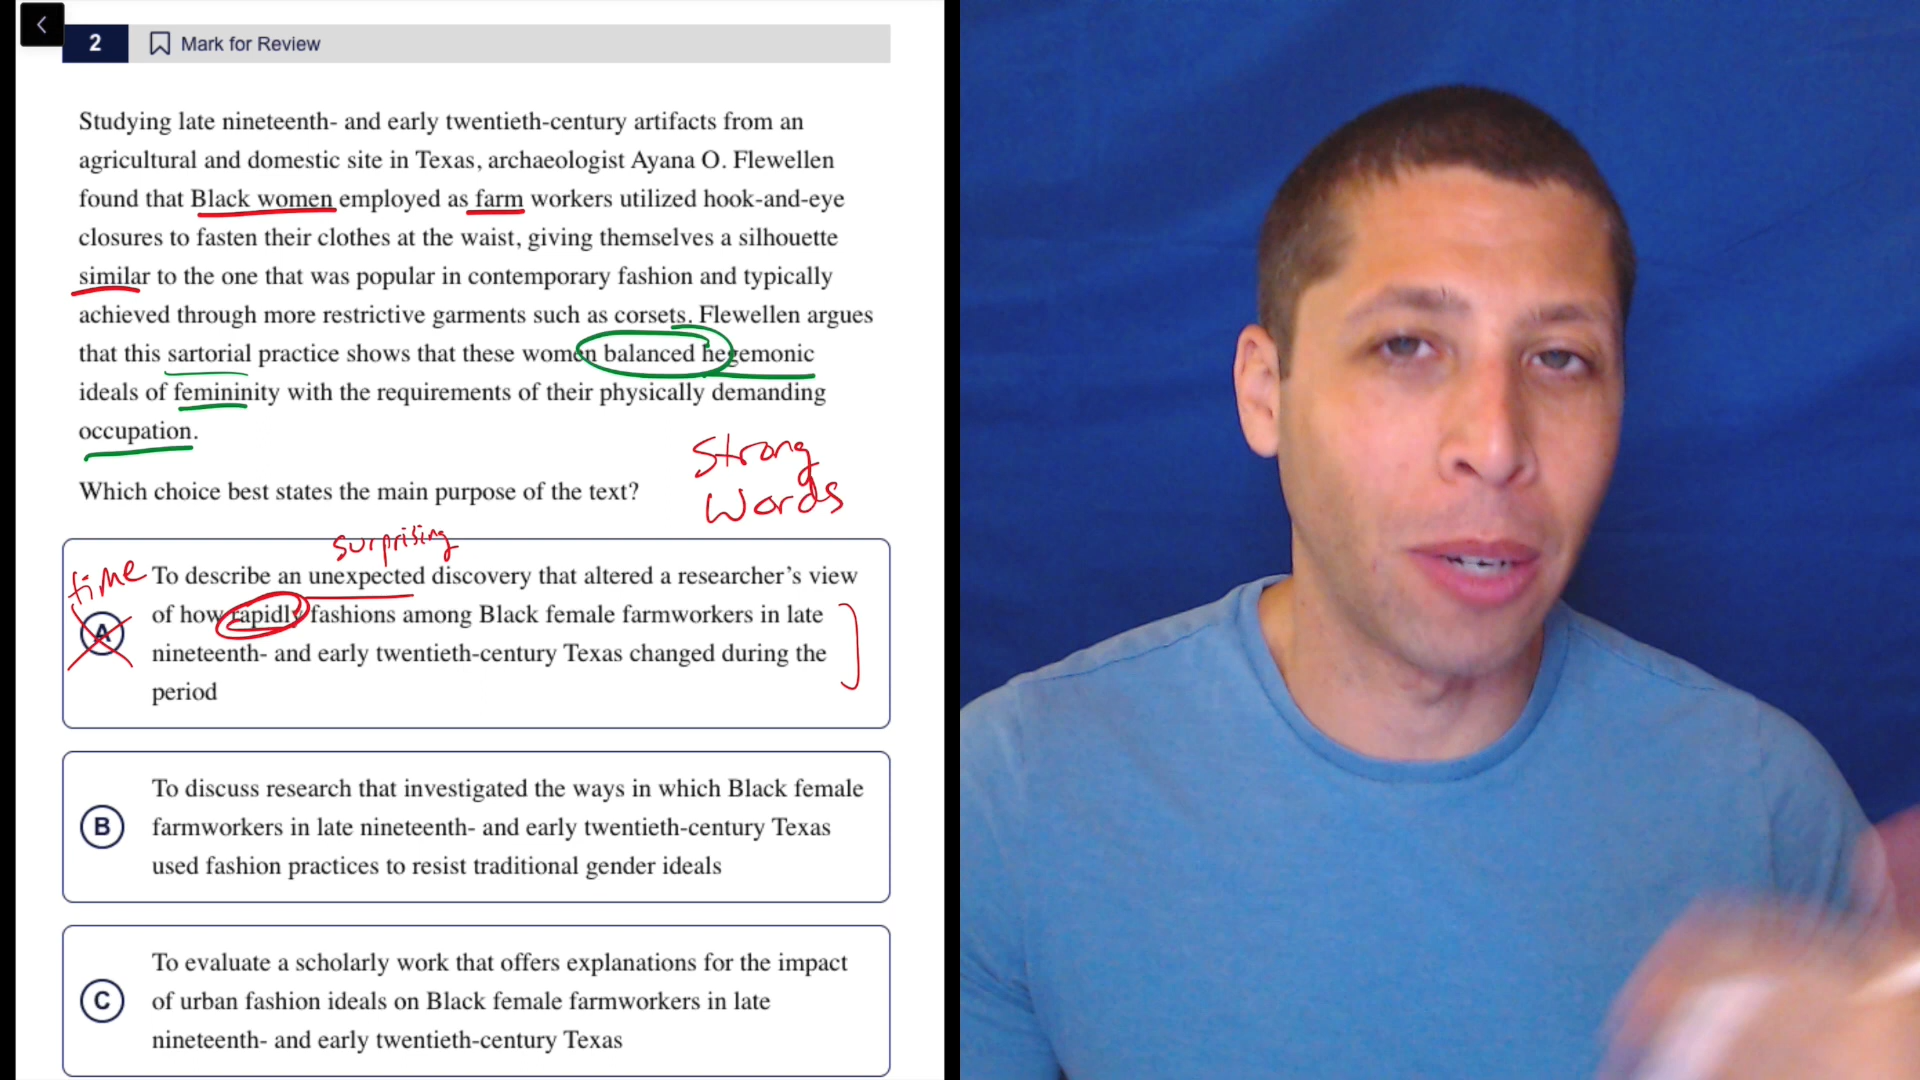 2 Mark for Review
Studying late nineteenth- and early twentieth-century artifacts from an
agricultural and domestic site in Texas, archaeologist Ayana O. Flewellen
found that Black women employed as farm workers utilized hook-and-eye
closures to fasten their clothes at the waist, giving themselves a silhouette
similar to the one that was popular in contemporary fashion and typically
achieved through more restrictive garments such as corsets. Flewellen argues
that this sartorial practice shows that these women balanced hegemonic
ideals of femininity with the requirements of their physically demanding
occupation.
Strong
Words
Which choice best states the main purpose of the text?
surprising
time
A
To describe an unexpected discovery that altered a researcher's view
of how rapidly fashions among Black female farmworkers in late
nineteenth- and early twentieth-century Texas changed during the
period
B
To discuss research that investigated the ways in which Black female
farmworkers in late nineteenth- and early twentieth-century Texas
used fashion practices to resist traditional gender ideals
C
To evaluate a scholarly work that offers explanations for the impact
of urban fashion ideals on Black female farmworkers in late
nineteenth- and early twentieth-century Texas